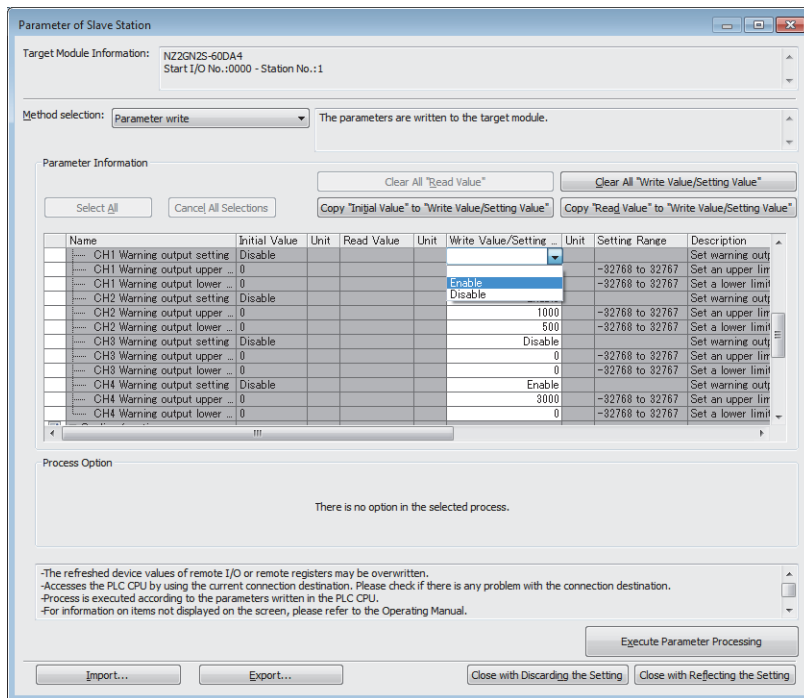 Parameter of Slave Station
Target Module Information:
NZ2GN2S-60DA4
Start I/O No.:0000 - Station No.:1
Method selection: Parameter write
The parameters are written to the target module.
Parameter Information
Clear All "Read Value" Clear All "Write Value/Setting Value"
Select All Cancel All Selections Copy "Initial Value" to "Write Value/Setting Value" Copy "Read Value" to "Write Value/Setting Value"
Name Initial Value Unit Read Value Unit Write Value/Setting ... Unit Setting Range Description
CH1 Warning output setting Disable Set warning outp
CH1 Warning output upper ... 0 -32768 to 32767 Set an upper lim
CH1 Warning output lower ... 0 Enable -32768 to 32767 Set a lower limit
CH2 Warning output setting Disable Disable Set warning outp
CH2 Warning output upper ... 0 1000 -32768 to 32767 Set an upper lim
CH2 Warning output lower ... 0 500 -32768 to 32767 Set a lower limit
CH3 Warning output setting Disable Disable Set warning outp
CH3 Warning output upper ... 0 0 -32768 to 32767 Set an upper lim
CH3 Warning output lower ... 0 0 -32768 to 32767 Set a lower limit
CH4 Warning output setting Disable Enable Set warning outp
CH4 Warning output upper ... 0 3000 -32768 to 32767 Set an upper lim
CH4 Warning output lower ... 0 0 -32768 to 32767 Set a lower limit
Process Option
There is no option in the selected process.
-The refreshed device values of remote I/O or remote registers may be overwritten.
-Accesses the PLC CPU by using the current connection destination. Please check if there is any problem with the connection destination.
-Process is executed according to the parameters written in the PLC CPU.
-For information on items not displayed on the screen, please refer to the Operating Manual.
Execute Parameter Processing
Import... Export... Close with Discarding the Setting Close with Reflecting the Setting